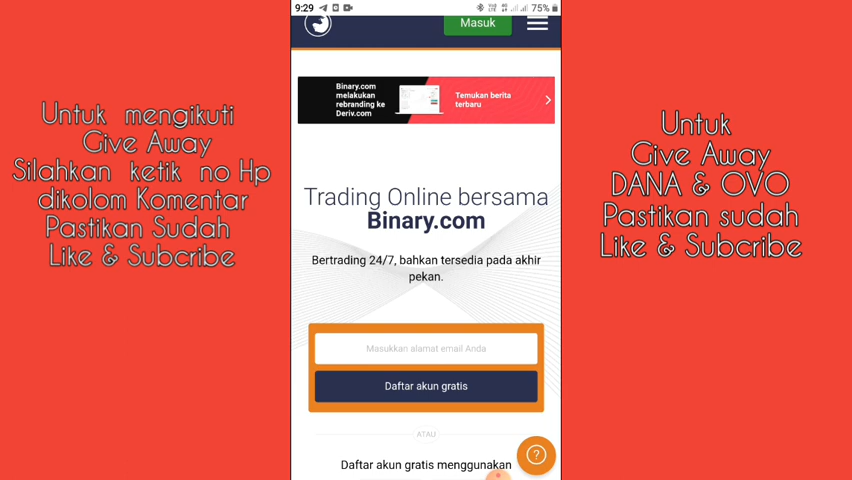 Untuk mengikuti
Give Away
Silahkan ketik no Hp
dikolom Komentar
Pastikan Sudah
Like & Subcribe
9:29
75%
Masuk
Binary.com
melakukan
rebranding ke
Deriv.com
Temukan berita
terbaru
Trading Online bersama
Binary.com
Bertrading 24/7, bahkan tersedia pada akhir
pekan.
Masukkan alamat email Anda
Daftar akun gratis
ATAU
Daftar akun gratis menggunakan
?
Untuk
Give Away
DANA & OVO
Pastikan sudah
Like & Subcribe